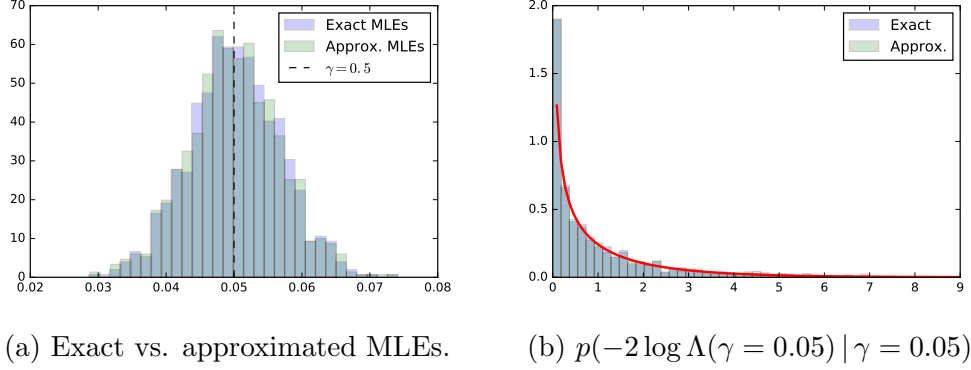 70
60
50
40
30
20
10
0
0.02 0.03 0.04 0.05 0.06 0.07 0.08
Exact MLEs
Approx. MLEs
γ=0.5
(a) Exact vs. approximated MLEs.
2.0
1.5
1.0
0.5
0.0
0 1 2 3 4 5 6 7 8 9
Exact
Approx.
(b) p(−2 log Λ(γ = 0.05) | γ = 0.05)